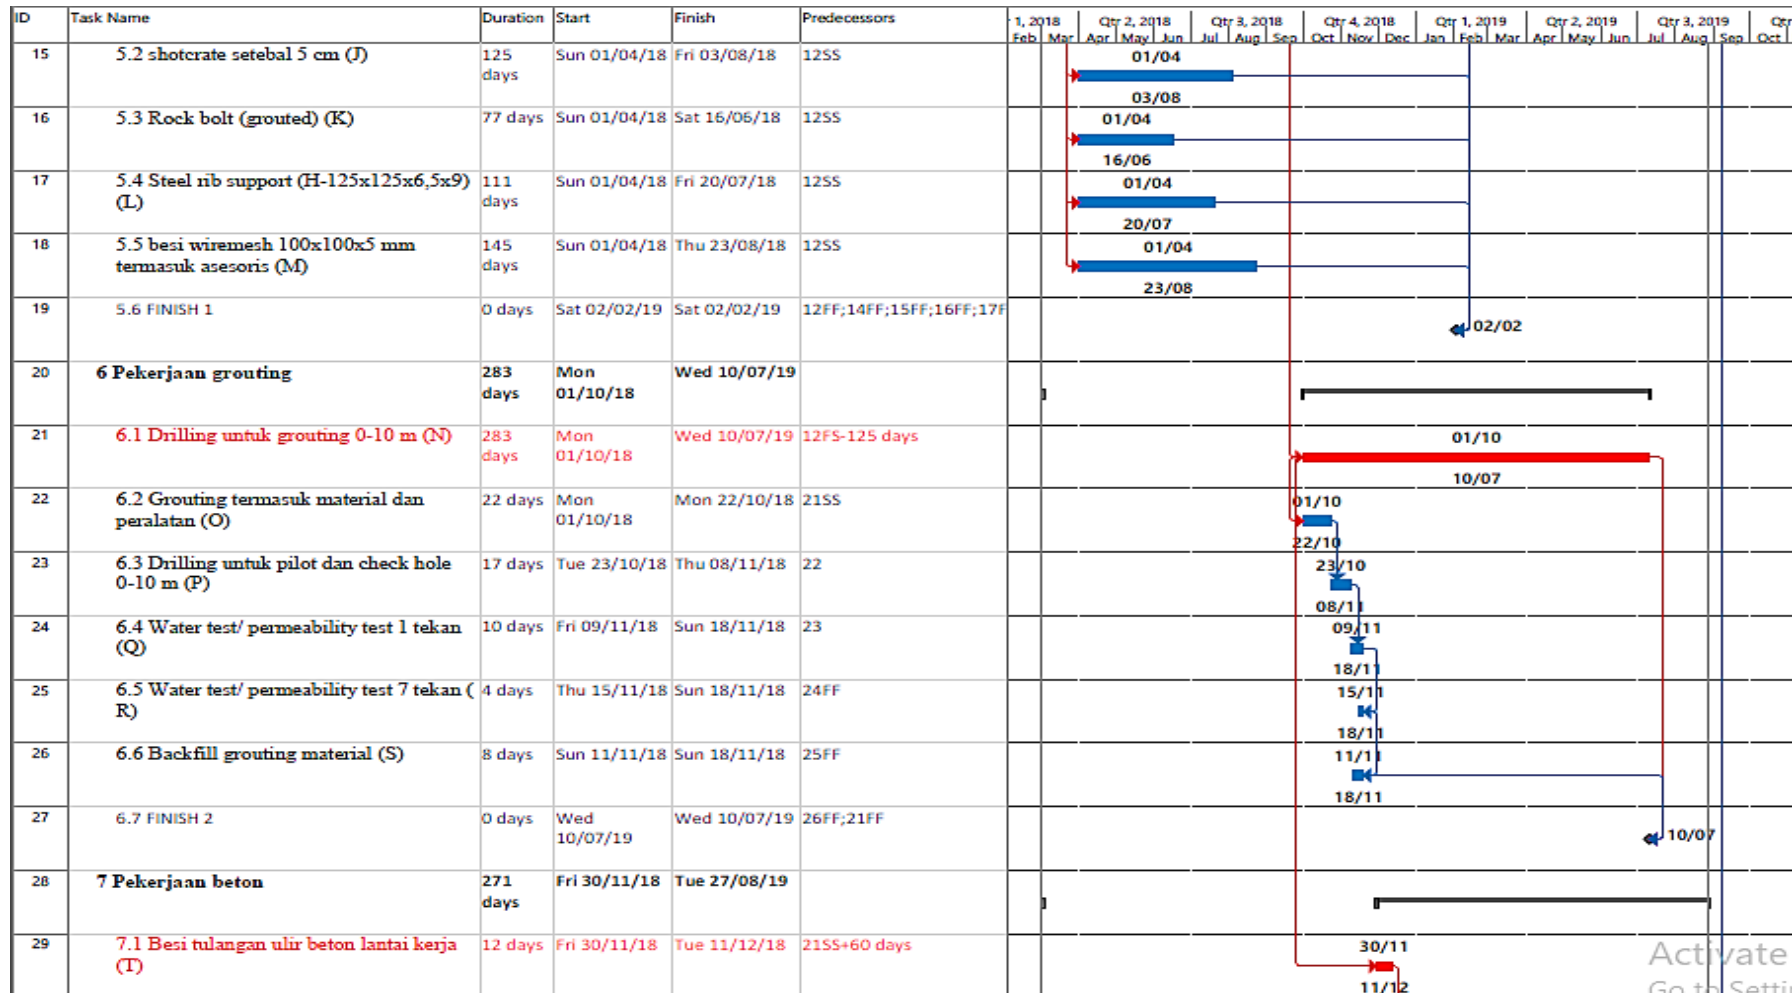 ID Task Name Duration Start Finish Predecessors
1, 2018 Qtr 2, 2018 Qtr 3, 2018 Qtr 4, 2018 Qtr 1, 2019 Qtr 2, 2019 Qtr 3, 2019 Qtr
Feb Mar Apr May Jun Jul Aug Sep Oct Nov Dec Jan Feb Mar Apr May Jun Jul Aug Sep Oct
15 5.2 shotcrate setebal 5 cm (J) 125 Sun 01/04/18 Fri 03/08/18 12SS 01/04
days
03/08
16 5.3 Rock bolt (grouted) (K) 77 days Sun 01/04/18 Sat 16/06/18 12SS 01/04
16/06
17 5.4 Steel rib support (H-125x125x6,5x9) 111 Sun 01/04/18 Fri 20/07/18 12SS 01/04
(L) days
20/07
18 5.5 besi wiremesh 100x100x5 mm 145 Sun 01/04/18 Thu 23/08/18 12SS 01/04
termasuk asesoris (M) days
23/08
19 5.6 FINISH 1 0 days Sat 02/02/19 Sat 02/02/19 12FF;14FF;15FF;16FF;17F
02/02
20 6 Pekerjaan grouting 283 Mon Wed 10/07/19
days 01/10/18
21 6.1 Drilling untuk grouting 0-10 m (N) 283 Mon Wed 10/07/19 12FS-125 days 01/10
days 01/10/18
10/07
22 6.2 Grouting termasuk material dan 22 days Mon Mon 22/10/18 21SS 01/10
peralatan (O) 01/10/18
22/10
23 6.3 Drilling untuk pilot dan check hole 17 days Tue 23/10/18 Thu 08/11/18 22 23/10
0-10 m (P)
08/11
24 6.4 Water test/ permeability test 1 tekan 10 days Fri 09/11/18 Sun 18/11/18 23 09/11
(Q)
18/11
25 6.5 Water test/ permeability test 7 tekan ( 4 days Thu 15/11/18 Sun 18/11/18 24FF 15/11
R)
18/11
26 6.6 Backfill grouting material (S) 8 days Sun 11/11/18 Sun 18/11/18 25FF 11/11
18/11
27 6.7 FINISH 2 0 days Wed Wed 10/07/19 26FF;21FF
10/07/19 10/07
28 7 Pekerjaan beton 271 Fri 30/11/18 Tue 27/08/19
days
29 7.1 Besi tulangan ulir beton lantai kerja 12 days Fri 30/11/18 Tue 11/12/18 21SS+60 days 30/11
(T)
11/12
Activate
Go to Setti